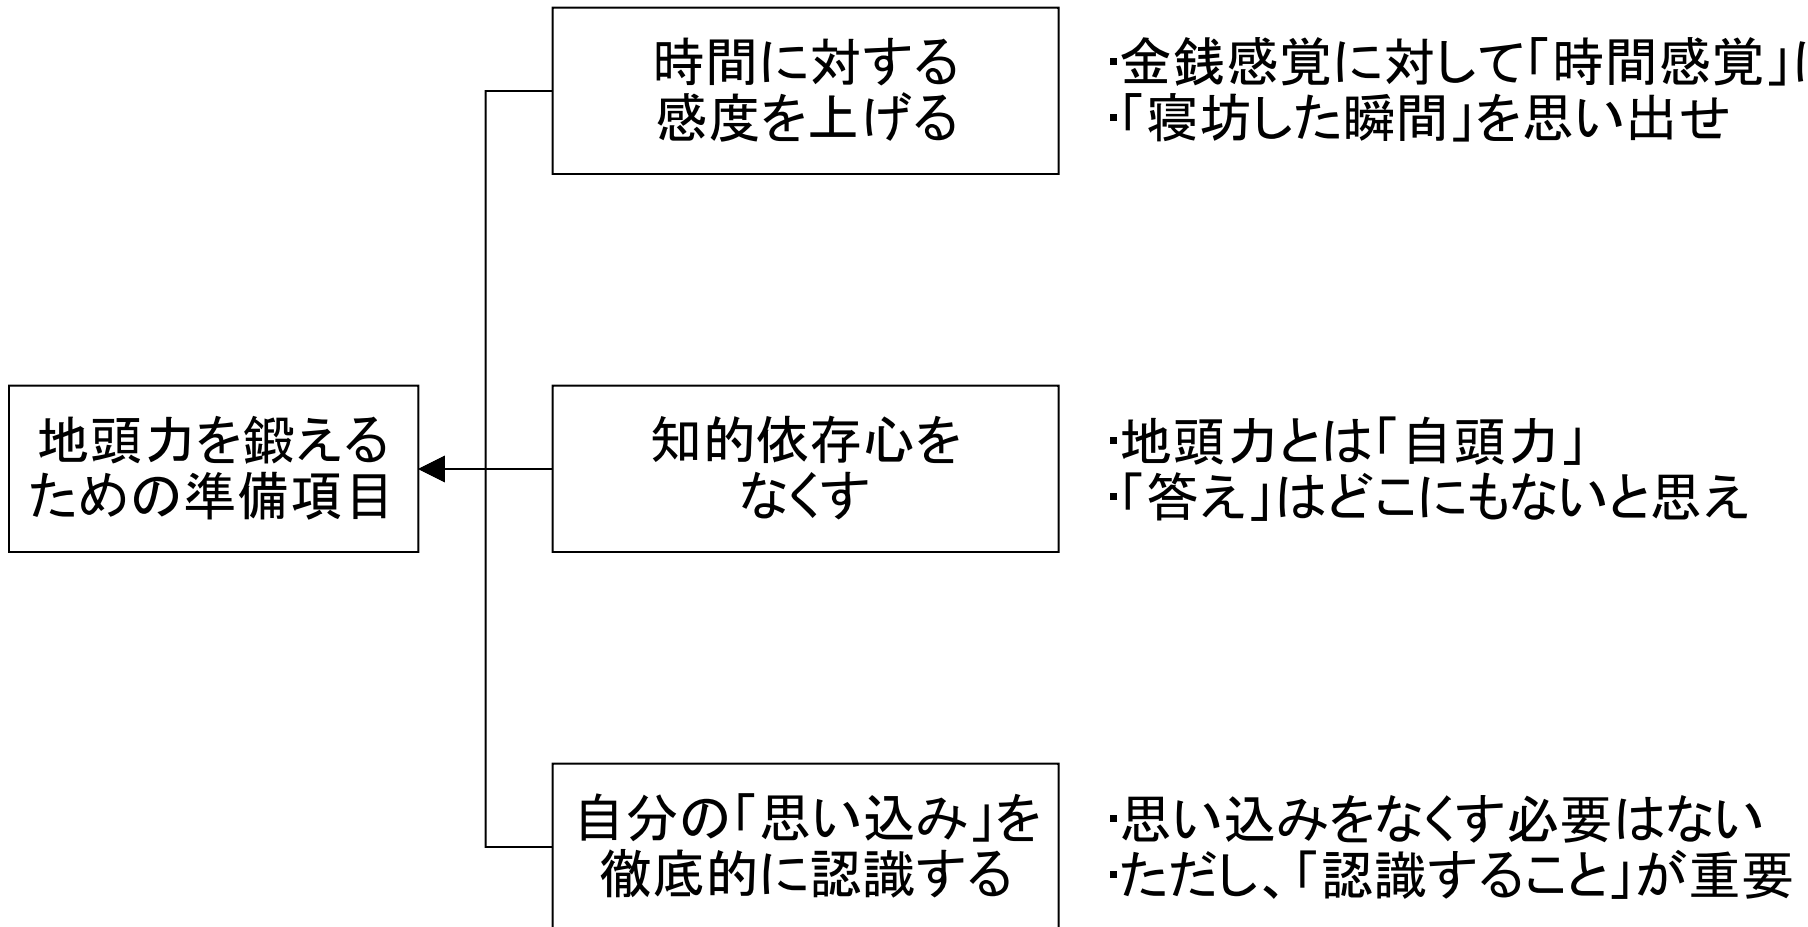 時間に対する
感度を上げる
・金銭感覚に対して「時間感覚」
・「寝坊した瞬間」を思い出せ
地頭力を鍛える
ための準備項目
知的依存心を
なくす
・地頭力とは「自頭力」
・「答え」はどこにもないと思え
自分の「思い込み」を
徹底的に認識する
・思い込みをなくす必要はない
・ただし、「認識すること」が重要